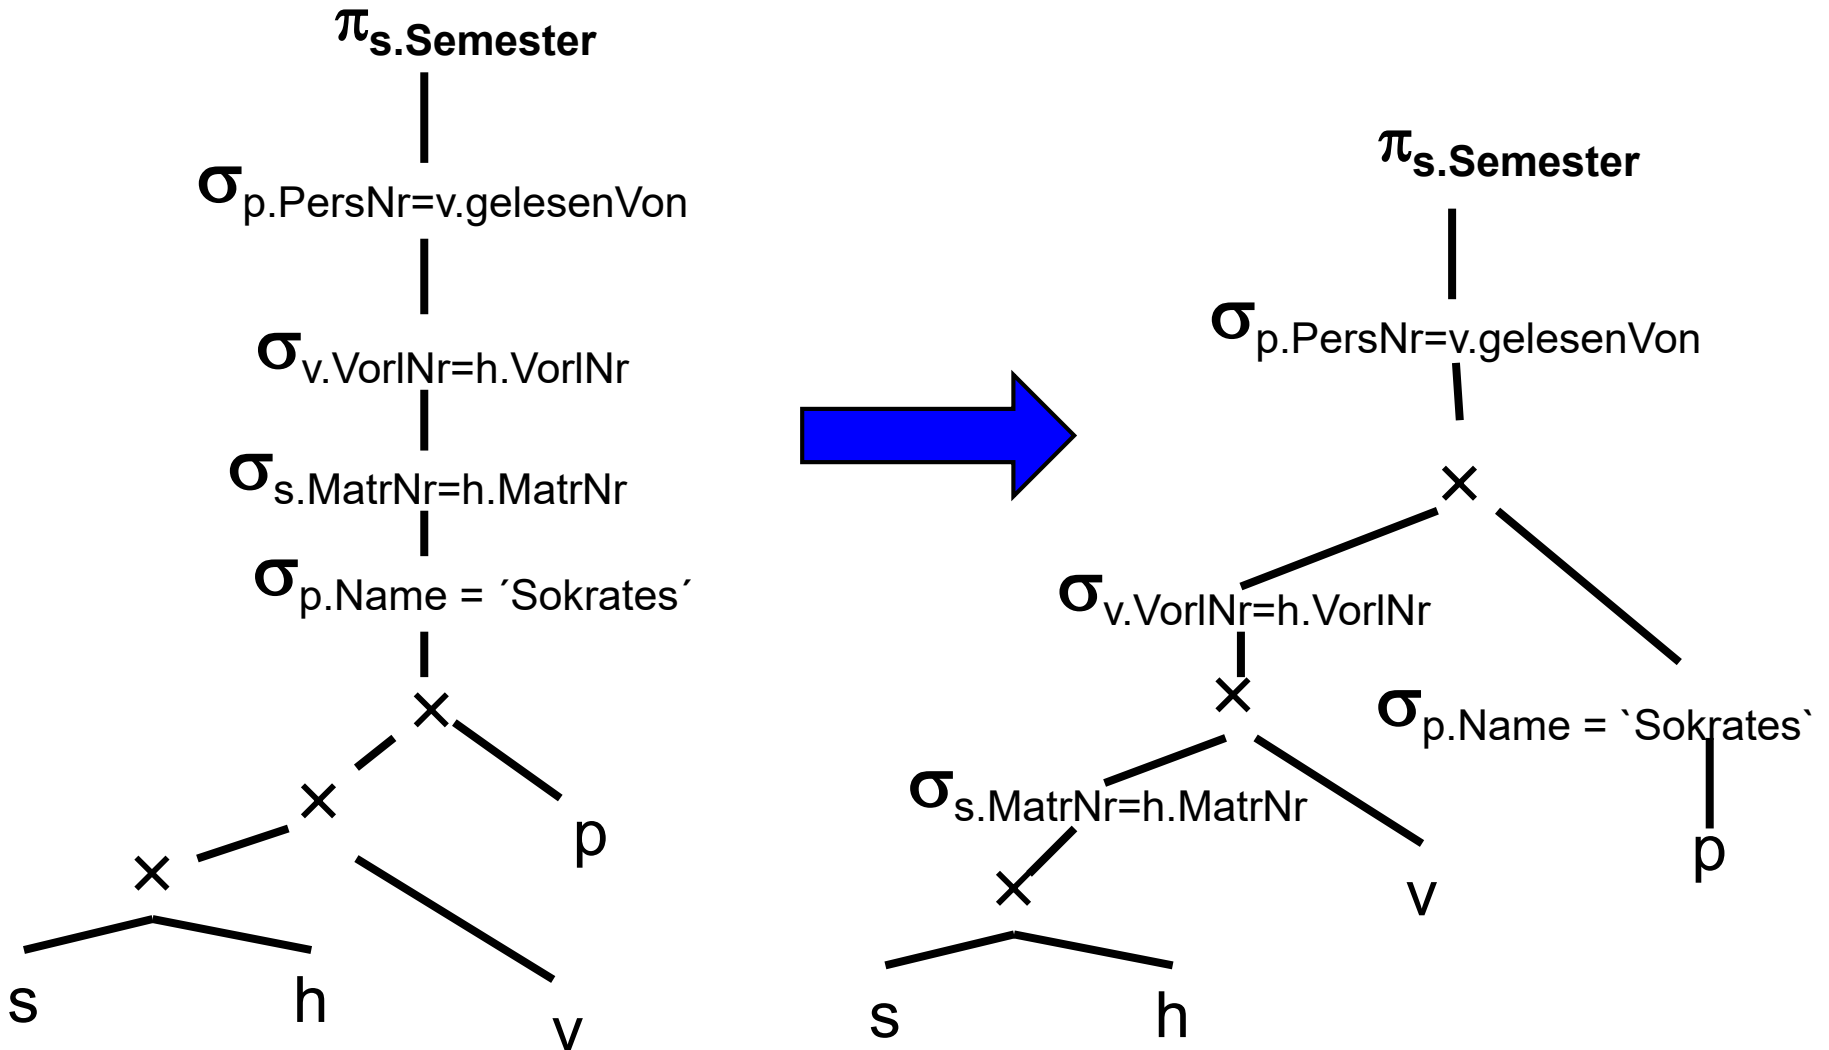 πs.Semester
σp.PersNr=v.gelesenVon
σv.VorlNr=h.VorlNr
σs.MatrNr=h.MatrNr
σp.Name = ´Sokrates´
×
×
p
×
s h
v
πs.Semester
σp.PersNr=v.gelesenVon
×
σv.VorlNr=h.VorlNr
×
σp.Name = `Sokrates`
σs.MatrNr=h.MatrNr
p
×
v
s h